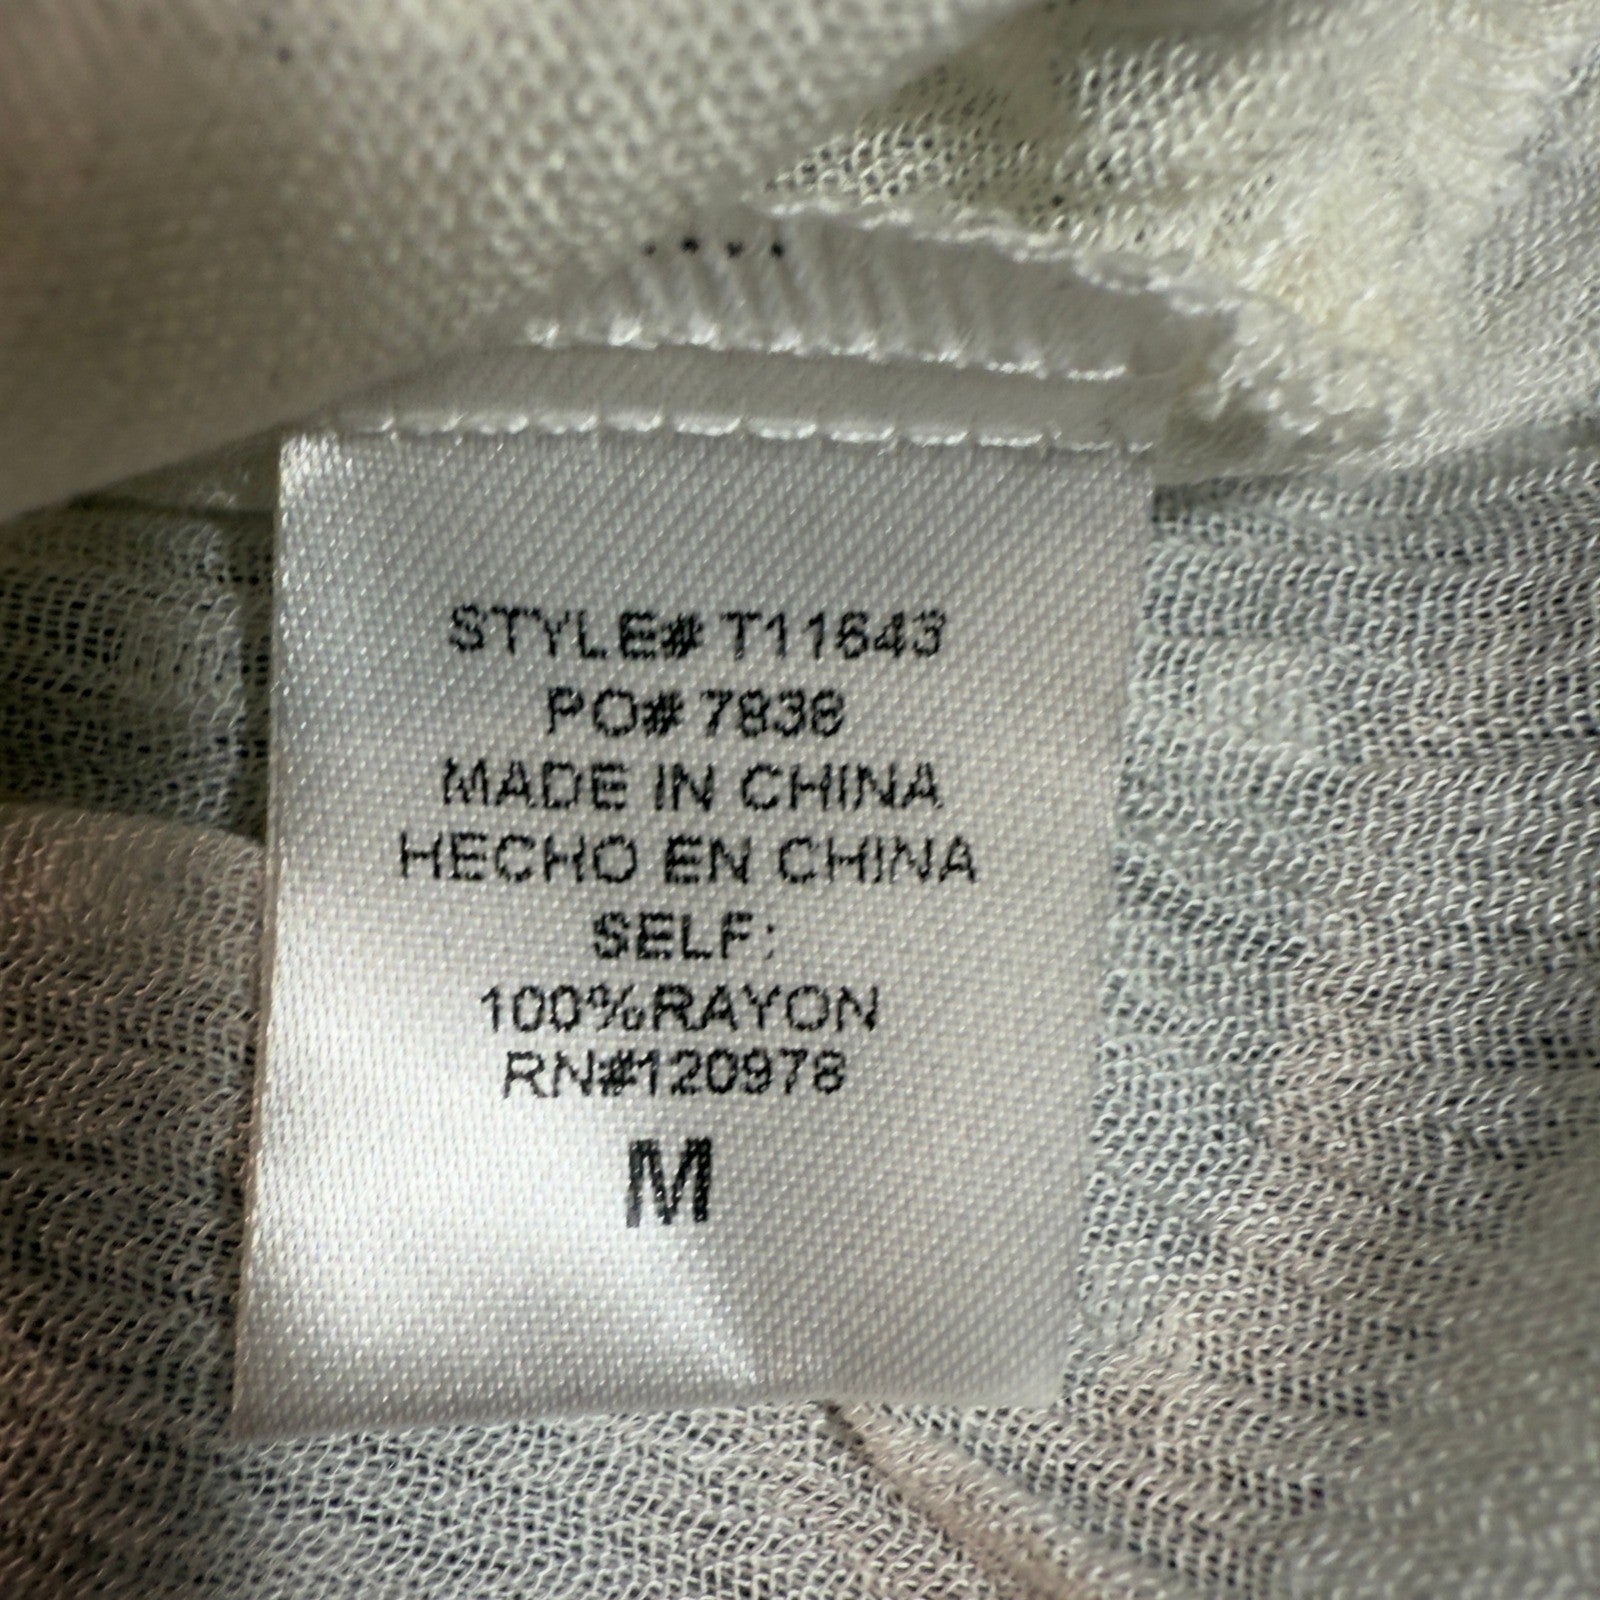 STYLE# T11643
PO# 7838
MADE IN CHINA
HECHO EN CHINA
SELF:
100%RAYON
RN#120978
M